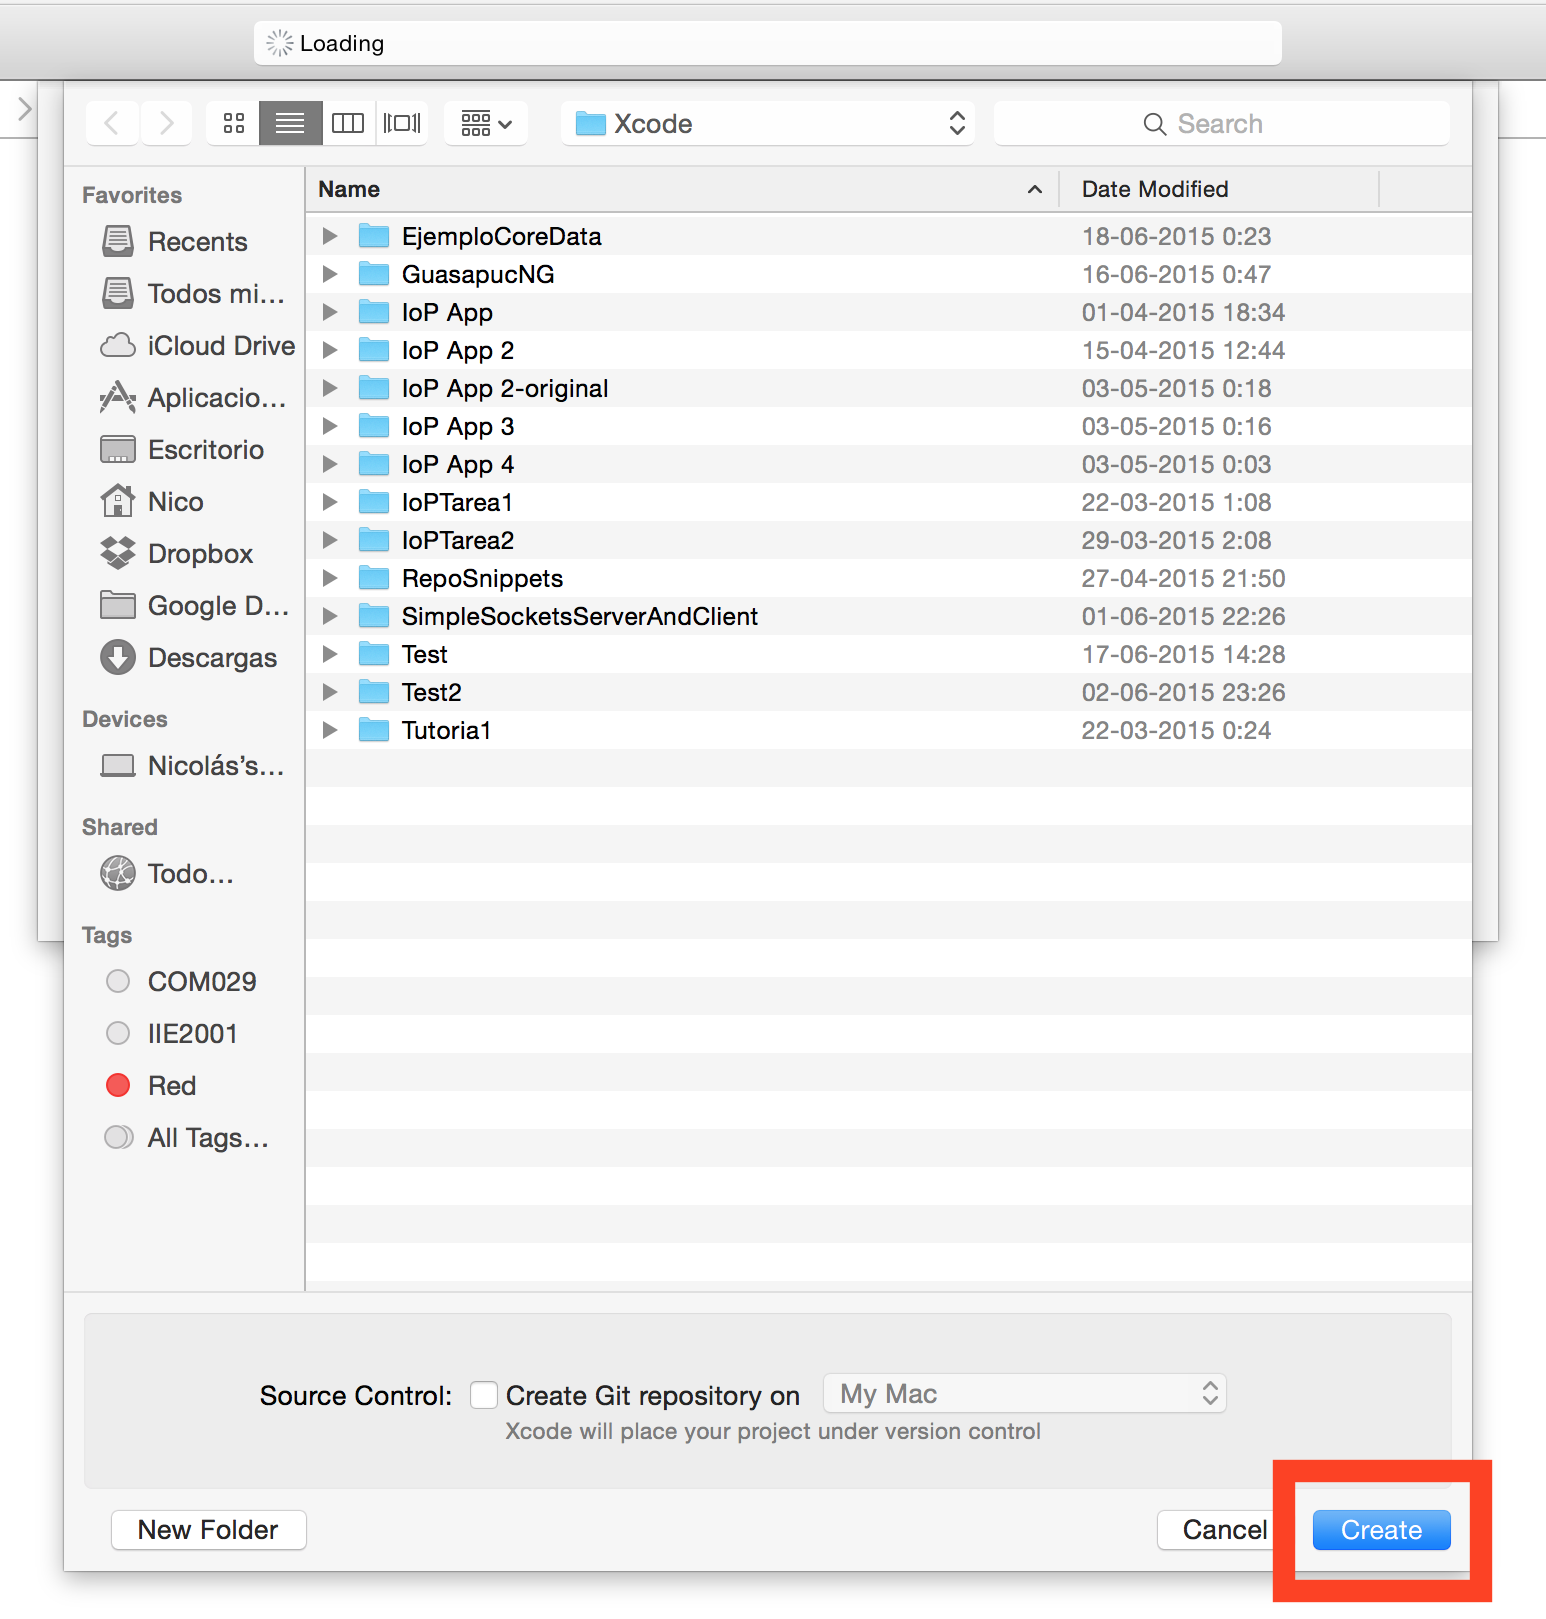 Loading
Xcode
Search
Favorites
Recents
Todos mi...
iCloud Drive
Aplicacio...
Escritorio
Nico
Dropbox
Google D...
Descargas
Devices
Nicolás’s...
Shared
Todo...
Tags
COM029
IIE2001
Red
All Tags...
Name Date Modified
EjemploCoreData 18-06-2015 0:23
GuasapucNG 16-06-2015 0:47
IoP App 01-04-2015 18:34
IoP App 2 15-04-2015 12:44
IoP App 2-original 03-05-2015 0:18
IoP App 3 03-05-2015 0:16
IoP App 4 03-05-2015 0:03
IoPTarea1 22-03-2015 1:08
IoPTarea2 29-03-2015 2:08
RepoSnippets 27-04-2015 21:50
SimpleSocketsServerAndClient 01-06-2015 22:26
Test 17-06-2015 14:28
Test2 02-06-2015 23:26
Tutoria1 22-03-2015 0:24
Source Control: Create Git repository on My Mac
Xcode will place your project under version control
New Folder Cancel Create